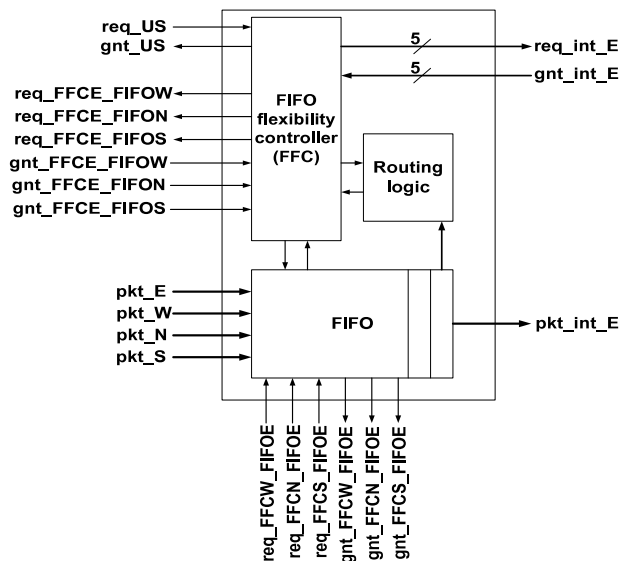 req_US
gnt_US
5
req_int_E
5
gnt_int_E
req_FFCE_FIFOW
req_FFCE_FIFON
req_FFCE_FIFOS
gnt_FFCE_FIFOW
gnt_FFCE_FIFON
gnt_FFCE_FIFOS
FIFO
flexibility
controller
(FFC)
Routing
logic
pkt_E
pkt_W
pkt_N
pkt_S
FIFO
pkt_int_E
req_FFCW_FIFOE
req_FFCN_FIFOE
req_FFCS_FIFOE
gnt_FFCW_FIFOE
gnt_FFCN_FIFOE
gnt_FFCS_FIFOE